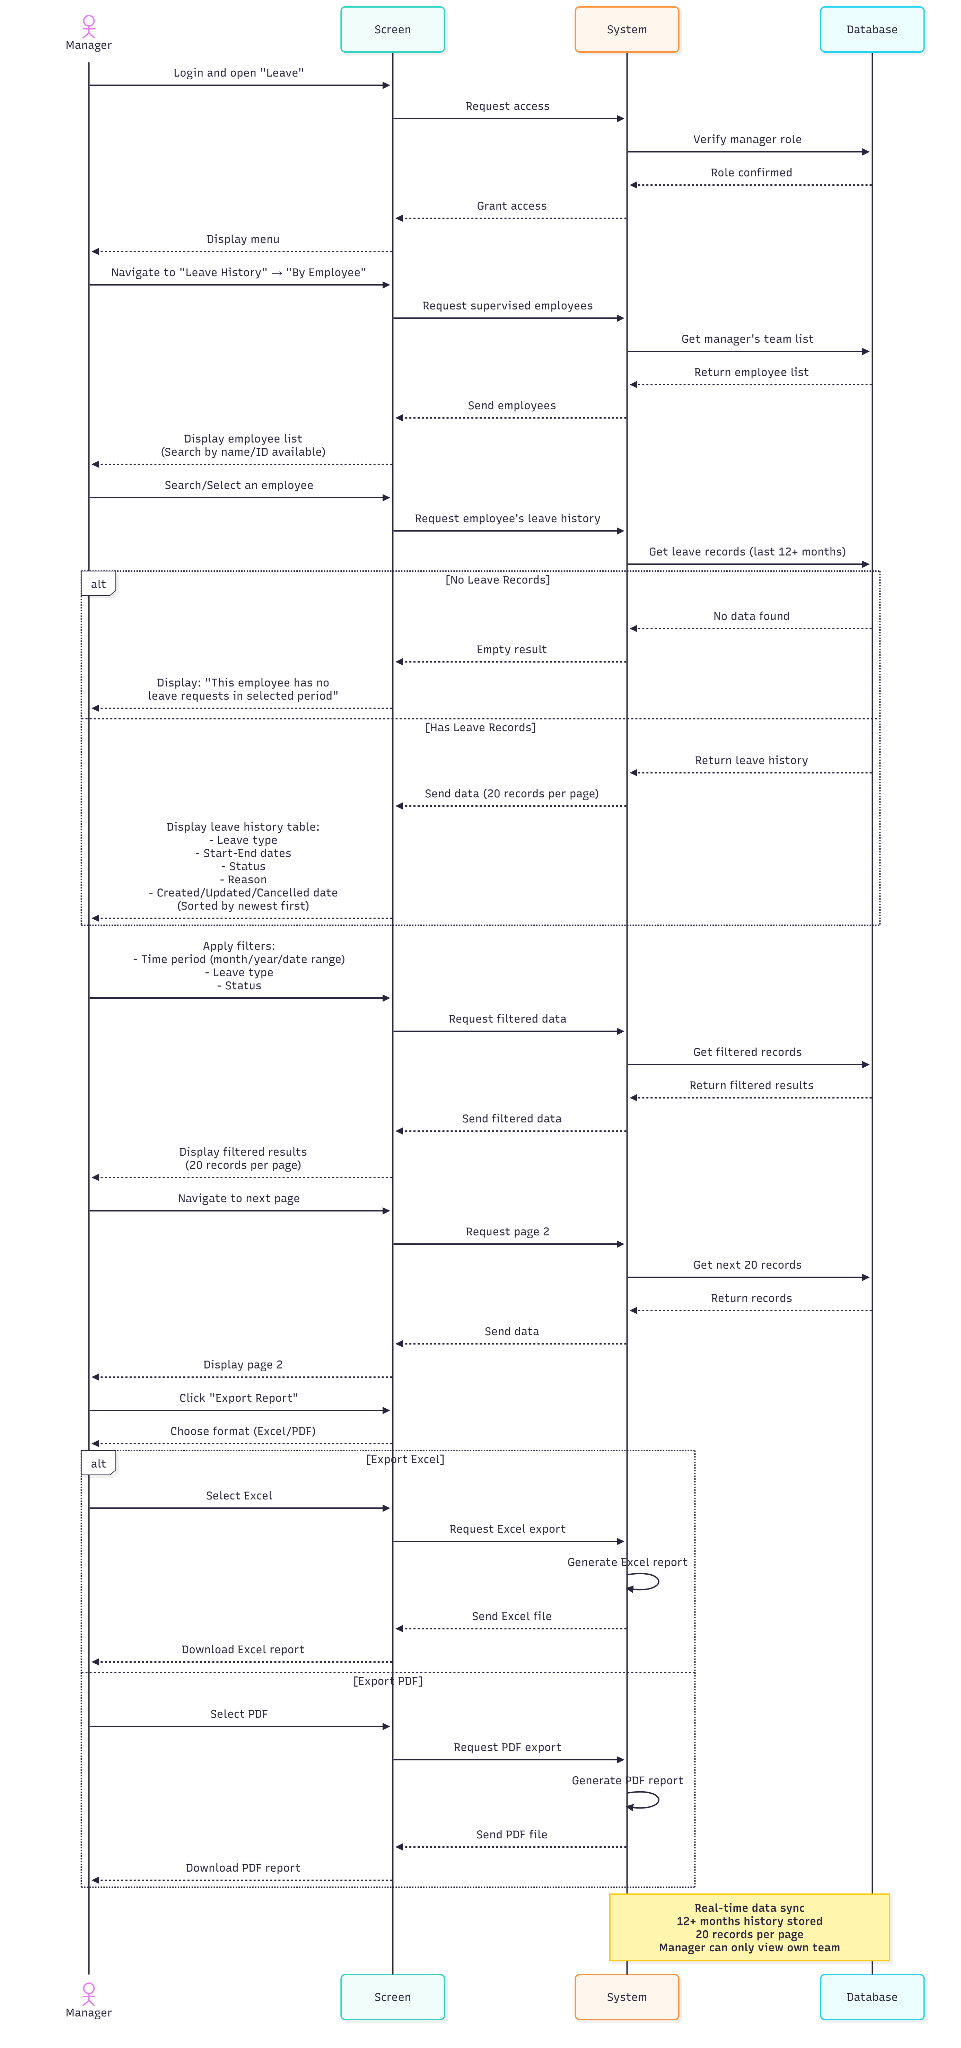 Manager
Screen
System
Database
Login and open "Leave"
Request access
Verify manager role
Role confirmed
Grant access
Display menu
Navigate to "Leave History" → "By Employee"
Request supervised employees
Get manager's team list
Return employee list
Send employees
Display employee list
(Search by name/ID available)
Search/Select an employee
Request employee's leave history
Get leave records (last 12+ months)
alt
[No Leave Records]
No data found
Empty result
Display: "This employee has no
leave requests in selected period"
[Has Leave Records]
Return leave history
Send data (20 records per page)
Display leave history table:
- Leave type
- Start-End dates
- Status
- Reason
- Created/Updated/Cancelled date
(Sorted by newest first)
Apply filters:
- Time period (month/year/date range)
- Leave type
- Status
Request filtered data
Get filtered records
Return filtered results
Send filtered data
Display filtered results
(20 records per page)
Navigate to next page
Request page 2
Get next 20 records
Return records
Send data
Display page 2
Click "Export Report"
Choose format (Excel/PDF)
alt
[Export Excel]
Select Excel
Request Excel export
Generate Excel report
Send Excel file
Download Excel report
[Export PDF]
Select PDF
Request PDF export
Generate PDF report
Send PDF file
Download PDF report
Real-time data sync
12+ months history stored
20 records per page
Manager can only view own team
Manager
Screen
System
Database